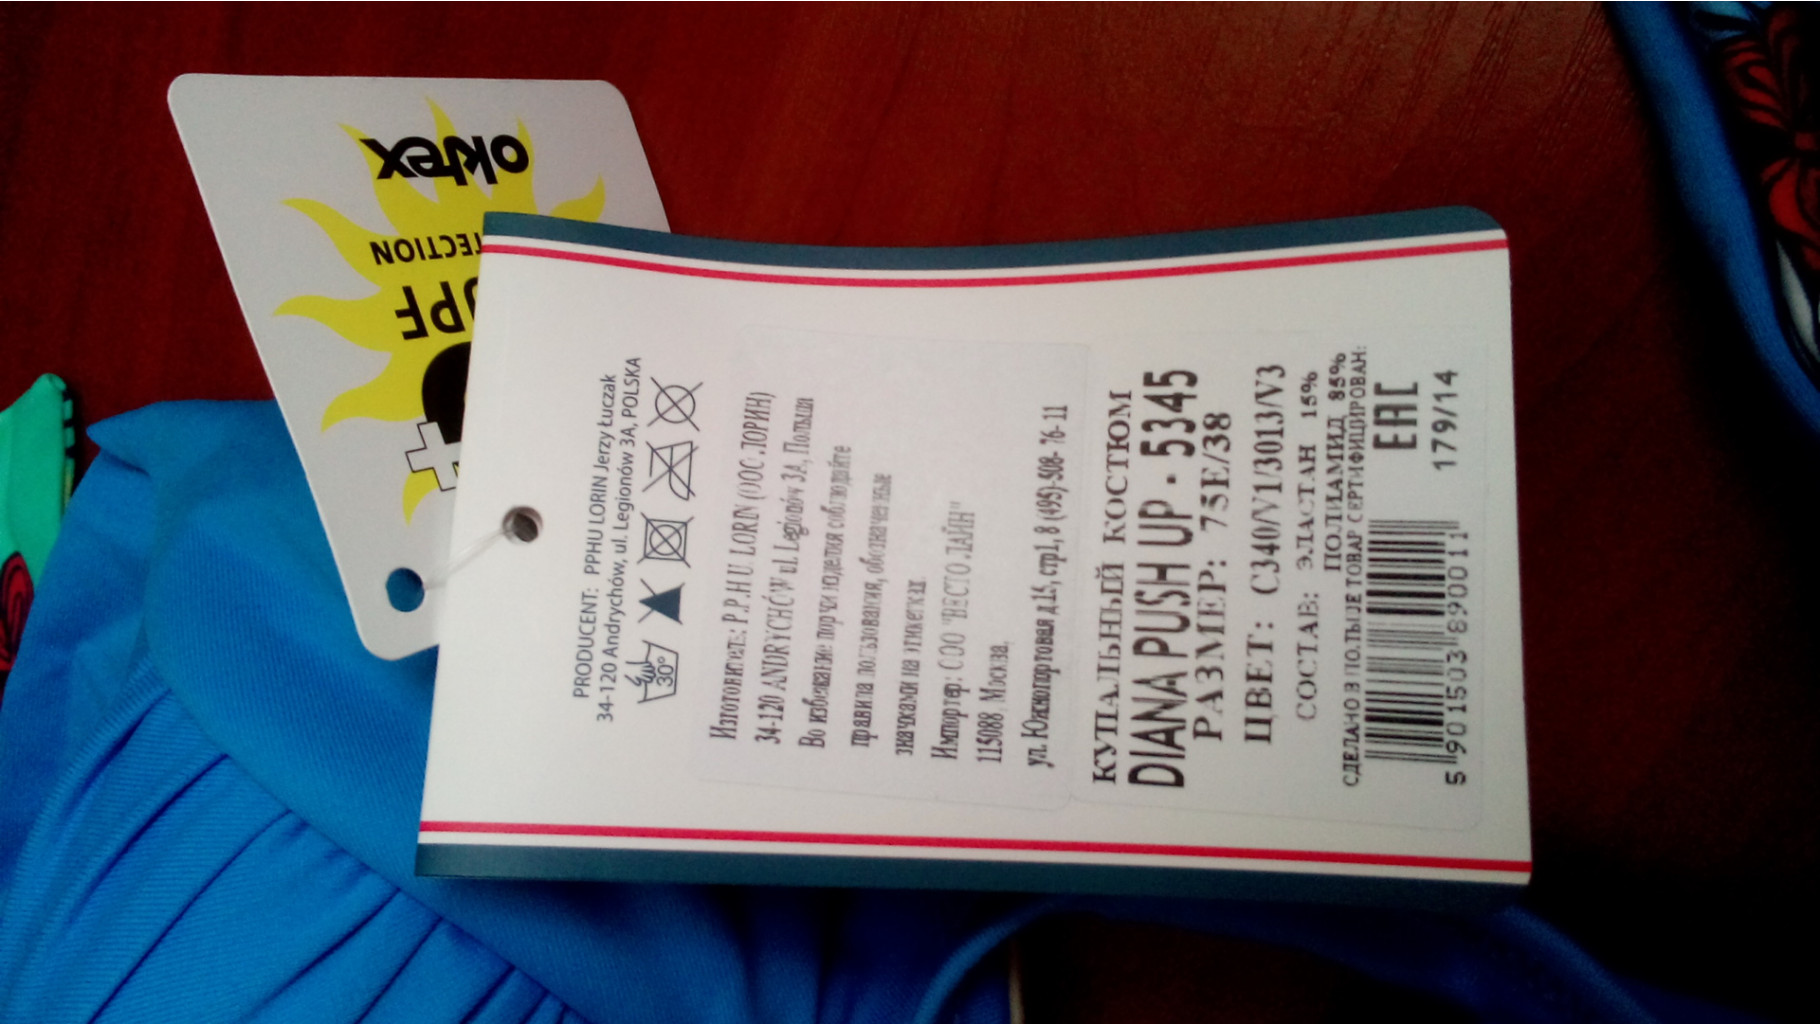 oktex
TECTION
UPF
PRODUCENT: PPHU LORIN Jerzy Łuczak
34-120 Andrychów, ul. Legionów 3A, POLSKA
30°
Изготовитель: P.P.H.U. LORIN (ООО ЛОРИН)
34-120 ANDRYCHÓW ul. Legionów 3A, Польша
Во избежание порчи изделия соблюдайте
правила пользования, обозначенные
значками на этикетках.
Импортер: ООО "ВЕСТО ЛАЙН"
115088, Москва,
ул. Южнопортовая д.15, стр1, 8 (495)-508-76-11
КУПАЛЬНЫЙ КОСТЮМ
DIANA PUSH UP - 5345
РАЗМЕР: 75E/38
ЦВЕТ: C340/V1/3013/V3
СОСТАВ: ЭЛАСТАН 15%
ПОЛИАМИД 85%
СДЕЛАНО В ПОЛЬШЕ ТОВАР СЕРТИФИЦИРОВАН:
EAC
5 901503 890011 179/14